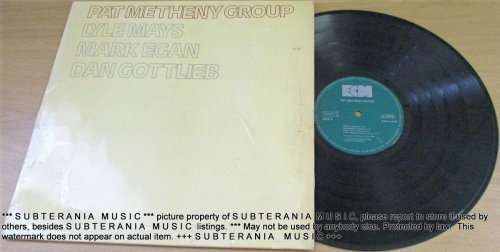 PAT METHENY GROUP
LYLE MAYS
MARK EGAN
DAN GOTTLIEB
ECM
*** S U B T E R A N I A   M U S I C *** picture property of S U B T E R A N I A   M U S I C, please report to store if used by
others, besides S U B T E R A N I A   M U S I C  listings. *** May not be used by anybody else. Protected by law. This
watermark does not appear on actual item. +++ S U B T E R A N I A   M U S I C +++